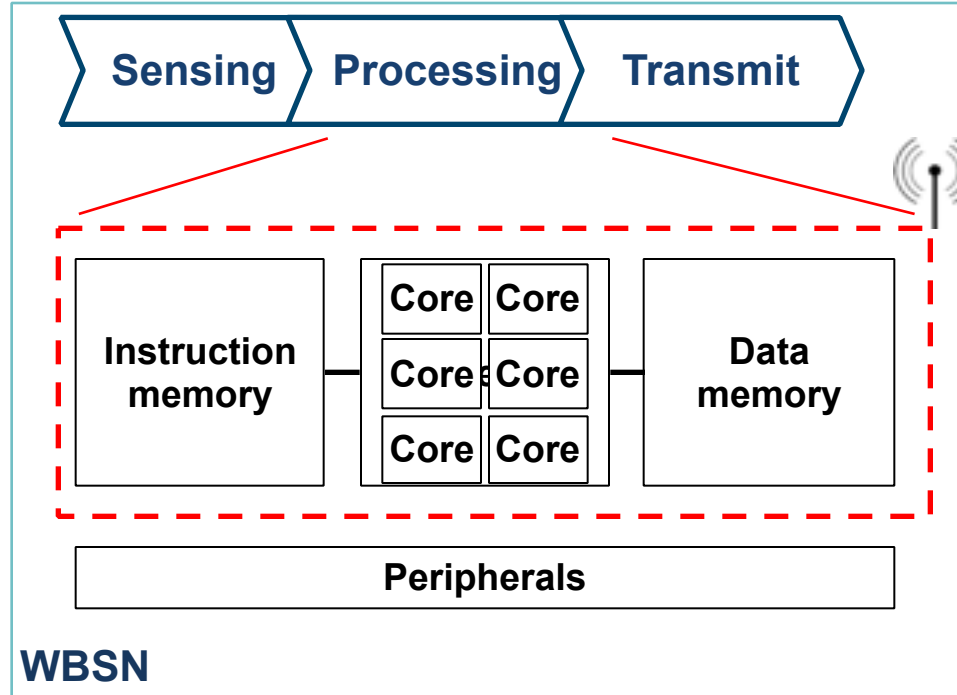 Sensing Processing Transmit
Core Core
Instruction
memory
Core Core
Data
memory
Core Core
Peripherals
WBSN